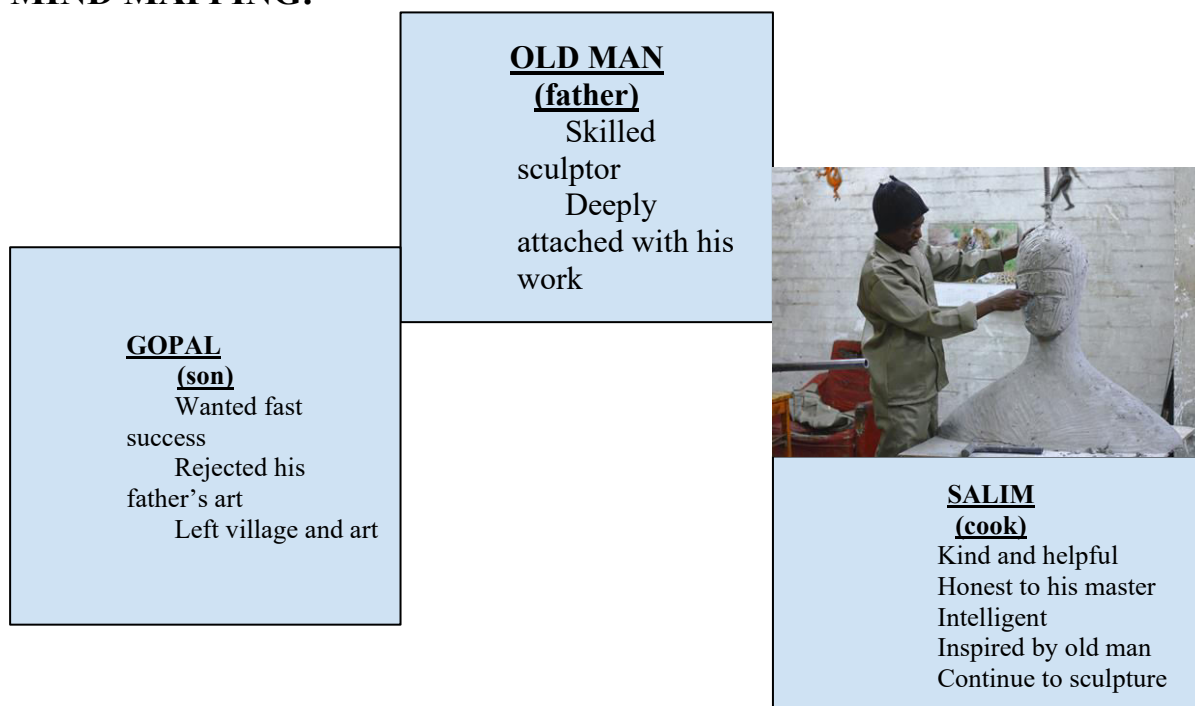 OLD MAN
(father)
Skilled
sculptor
Deeply
attached with his
work
GOPAL
(son)
Wanted fast
success
Rejected his
father’s art
Left village and art
SALIM
(cook)
Kind and helpful
Honest to his master
Intelligent
Inspired by old man
Continue to sculpture